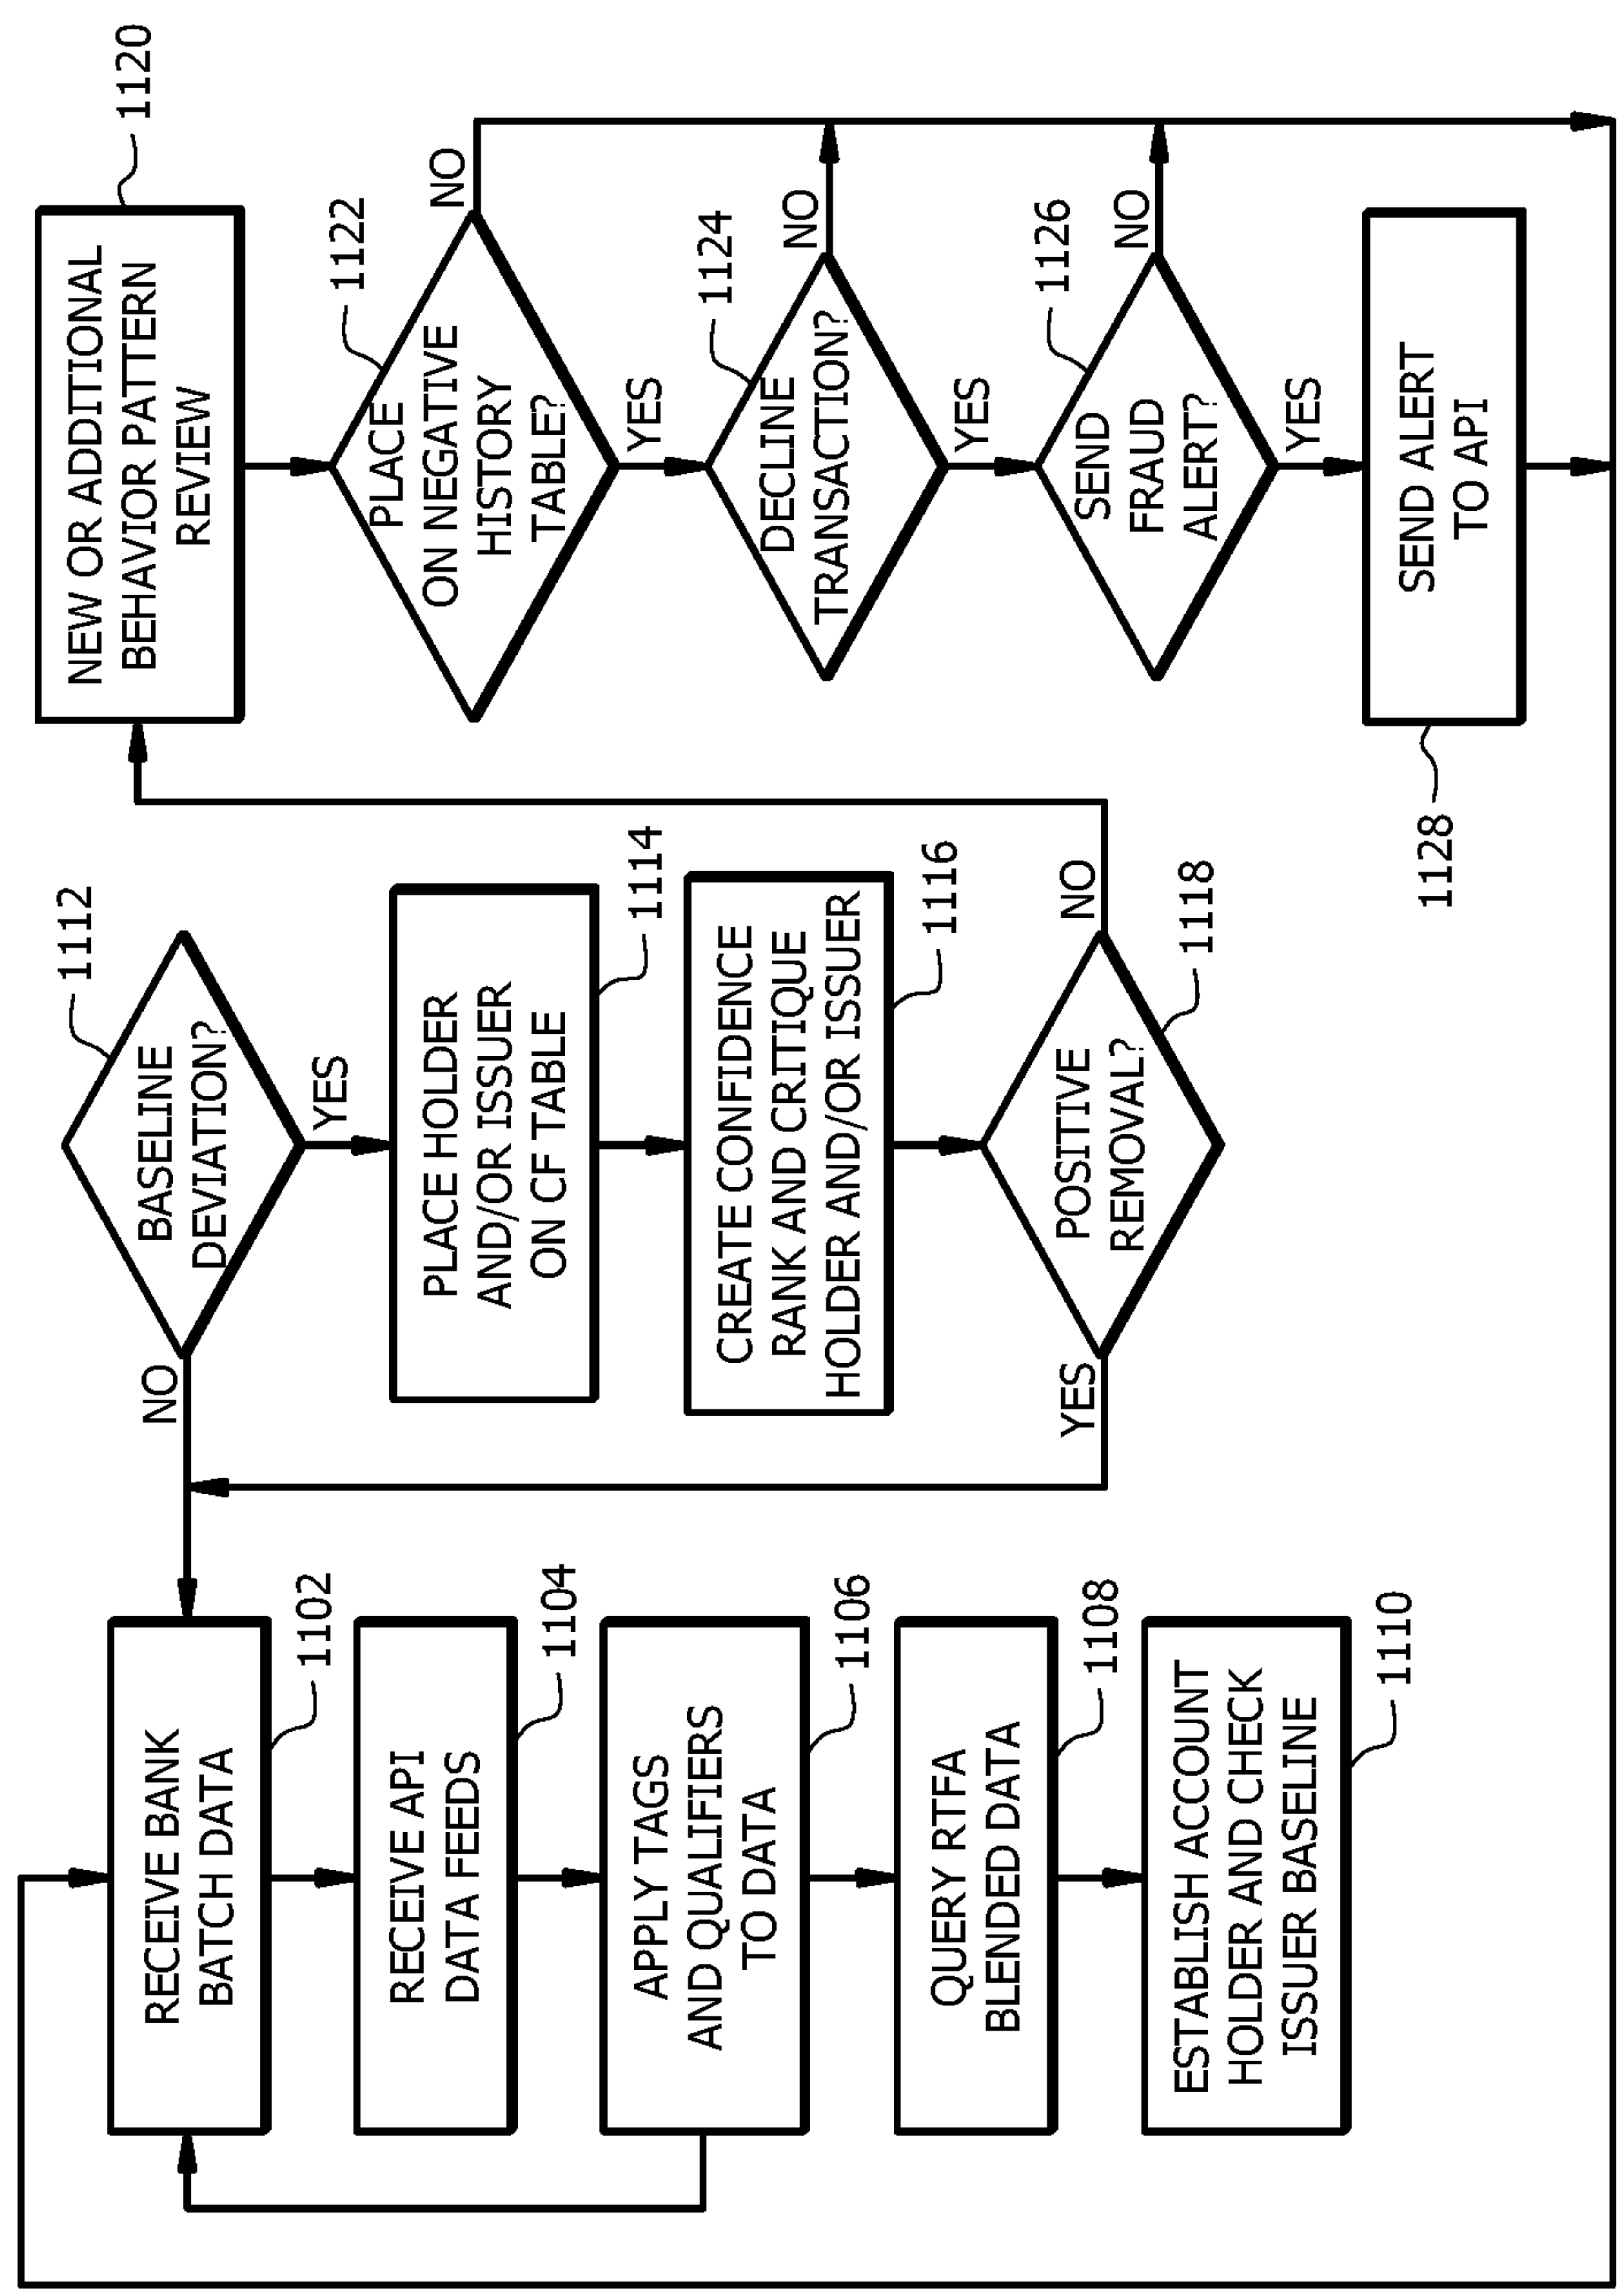 RECEIVE BANK
BATCH DATA
1102
RECEIVE API
DATA FEEDS
1104
APPLY TAGS
AND QUALIFIERS
TO DATA
1106
QUERY RTFA
BLENDED DATA
1108
ESTABLISH ACCOUNT
HOLDER AND CHECK
ISSUER BASELINE
1110
BASELINE
DEVIATION?
1112
NO
YES
PLACE HOLDER
AND/OR ISSUER
ON CF TABLE
1114
CREATE CONFIDENCE
RANK AND CRITIQUE
HOLDER AND/OR ISSUER
1116
POSITIVE
REMOVAL?
1118
YES
NO
NEW OR ADDITIONAL
BEHAVIOR PATTERN
REVIEW
1120
PLACE
ON NEGATIVE
HISTORY
TABLE?
1122
NO
YES
DECLINE
TRANSACTION?
1124
NO
YES
SEND
FRAUD
ALERT?
1126
NO
YES
SEND ALERT
TO API
1128